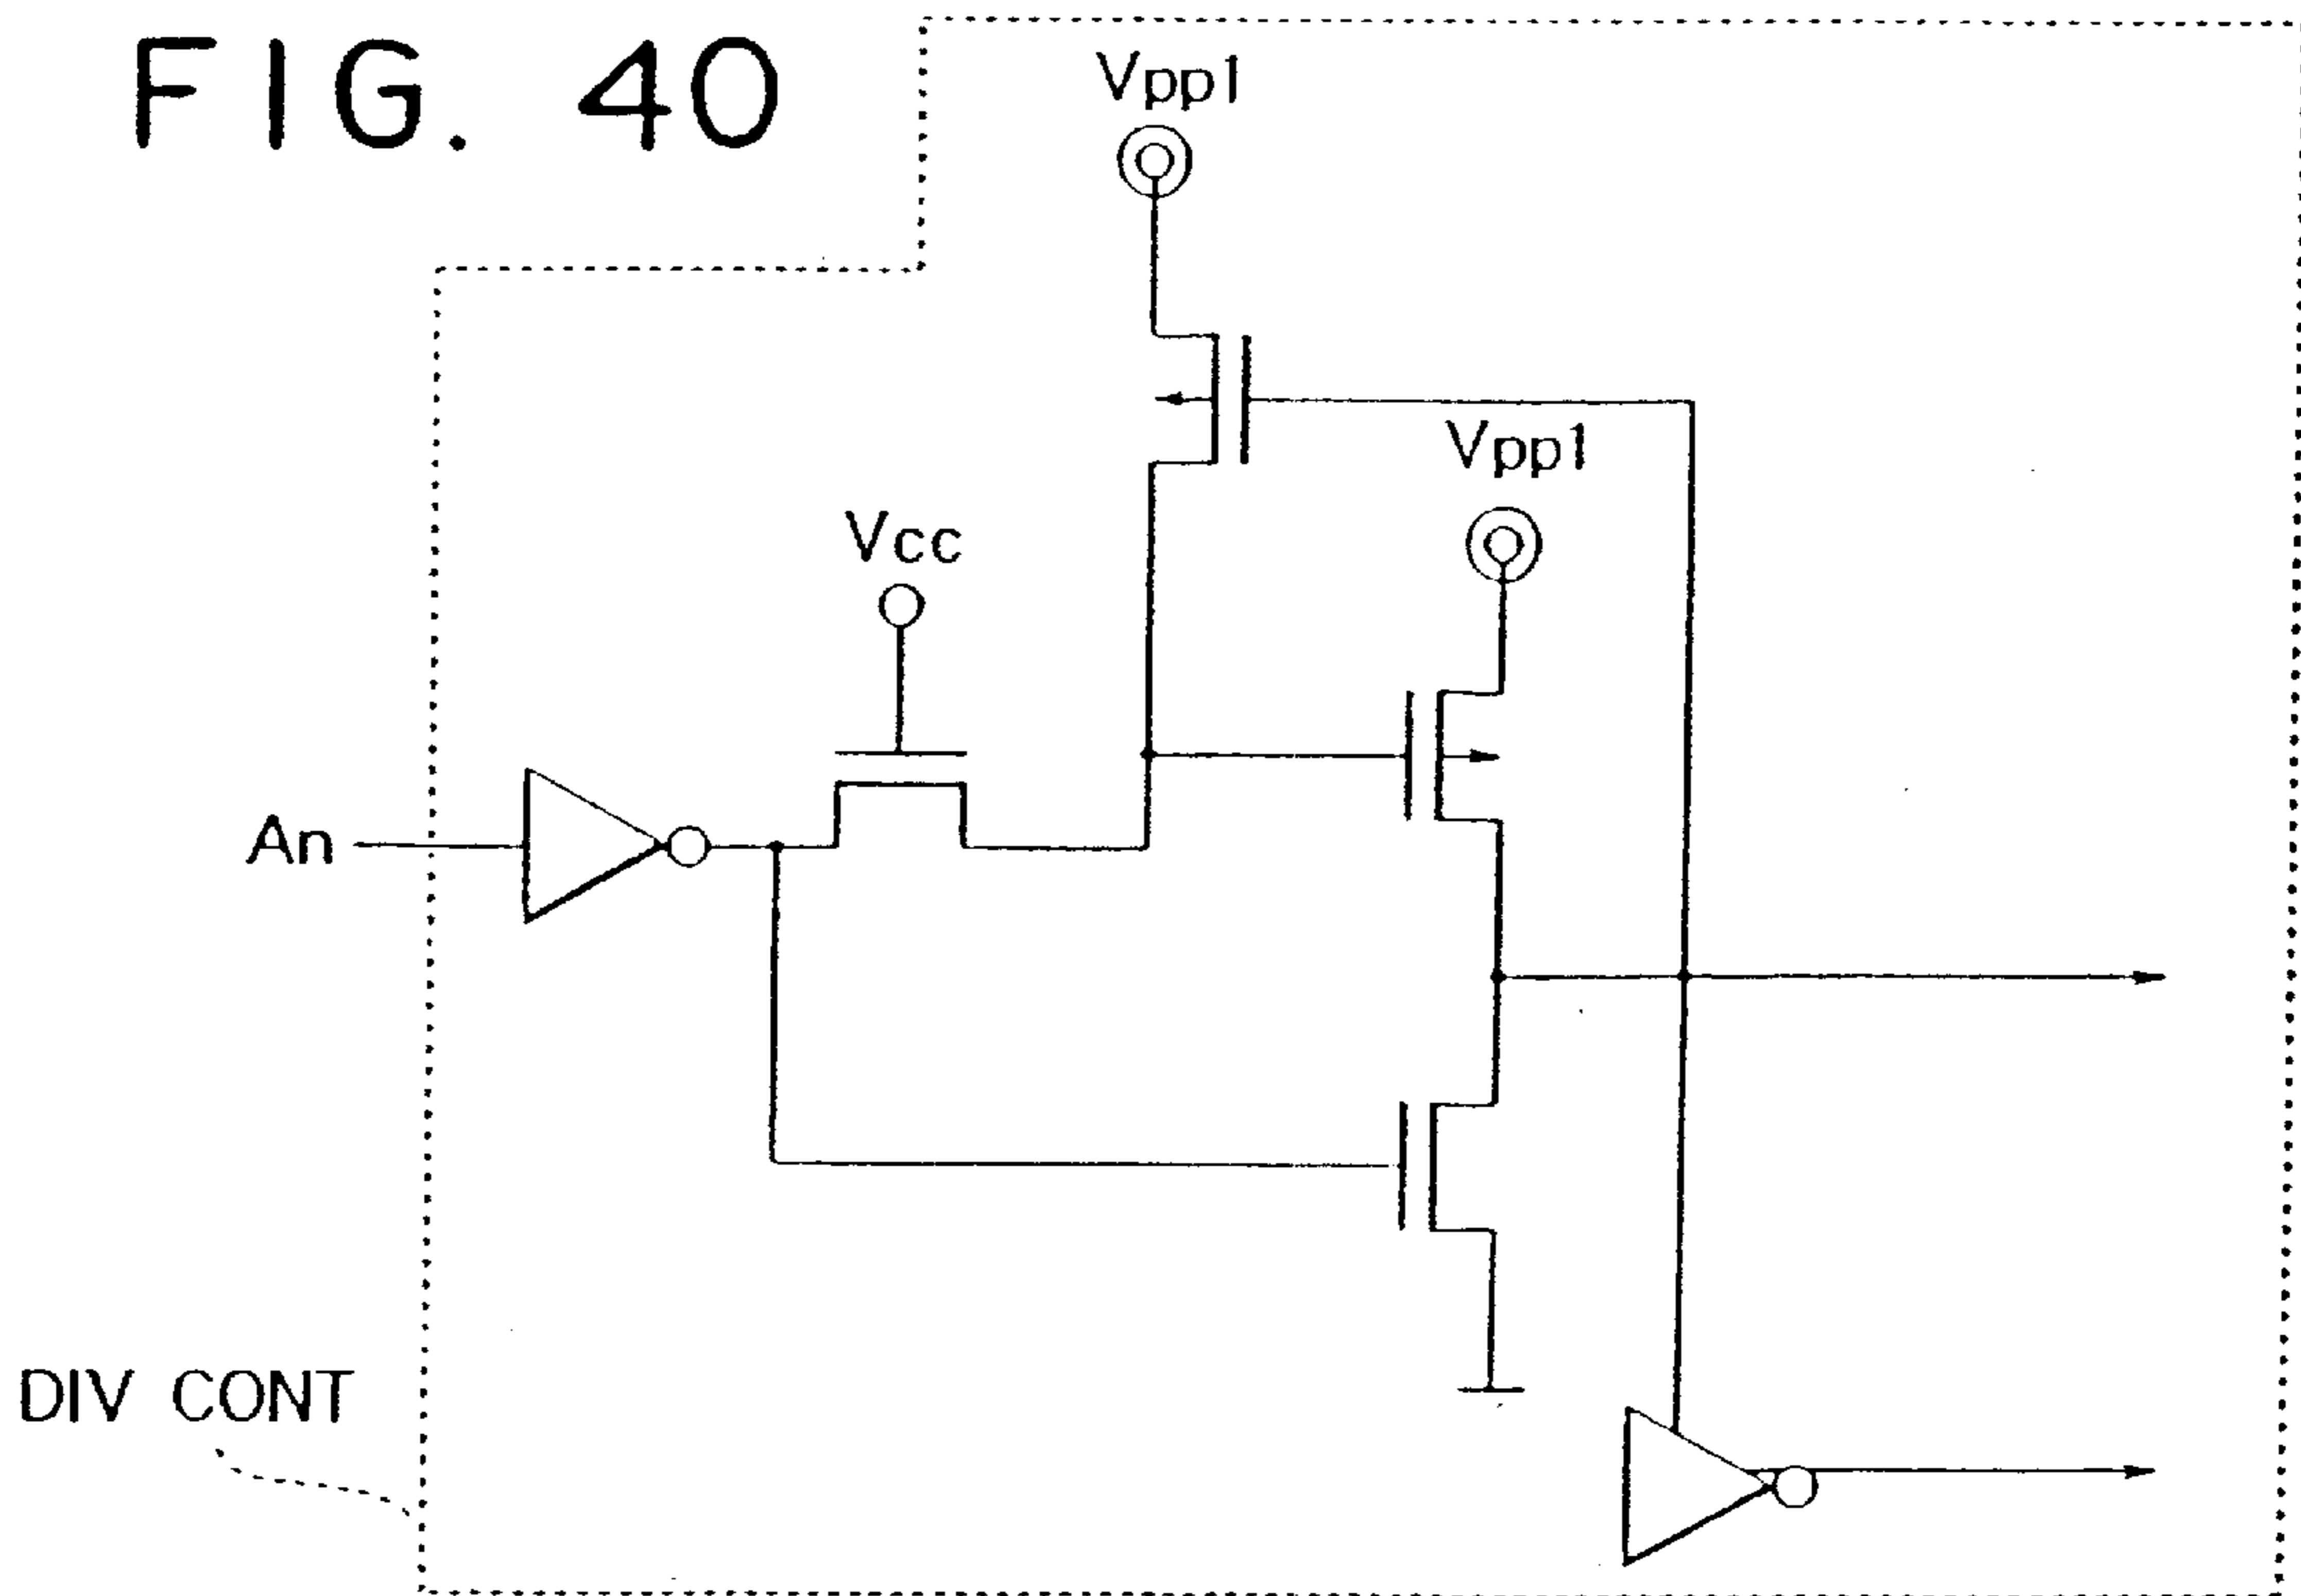 FIG. 40
Vpp1
Vpp1
Vcc
An
DIV CONT